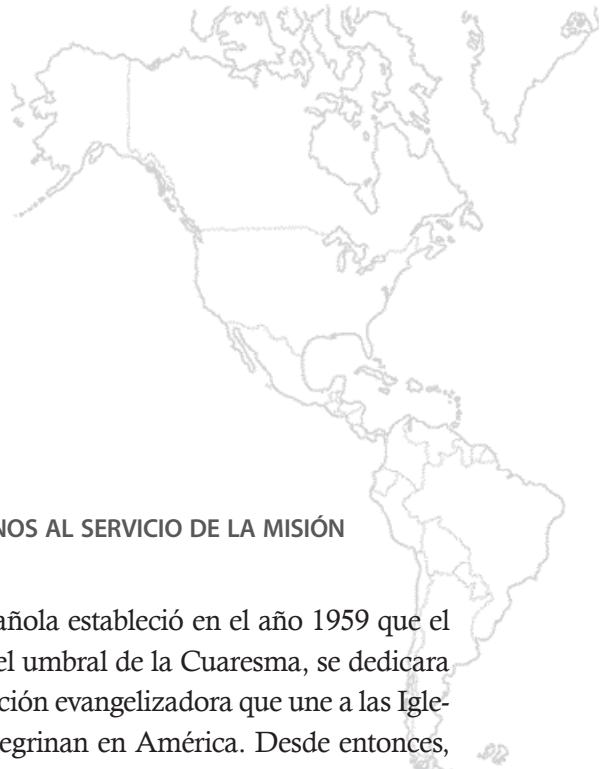 NOS AL SERVICIO DE LA MISIÓN
añola estableció en el año 1959 que el
el umbral de la Cuaresma, se dedicara
ción evangelizadora que une a las Igle-
egrinan en América. Desde entonces,